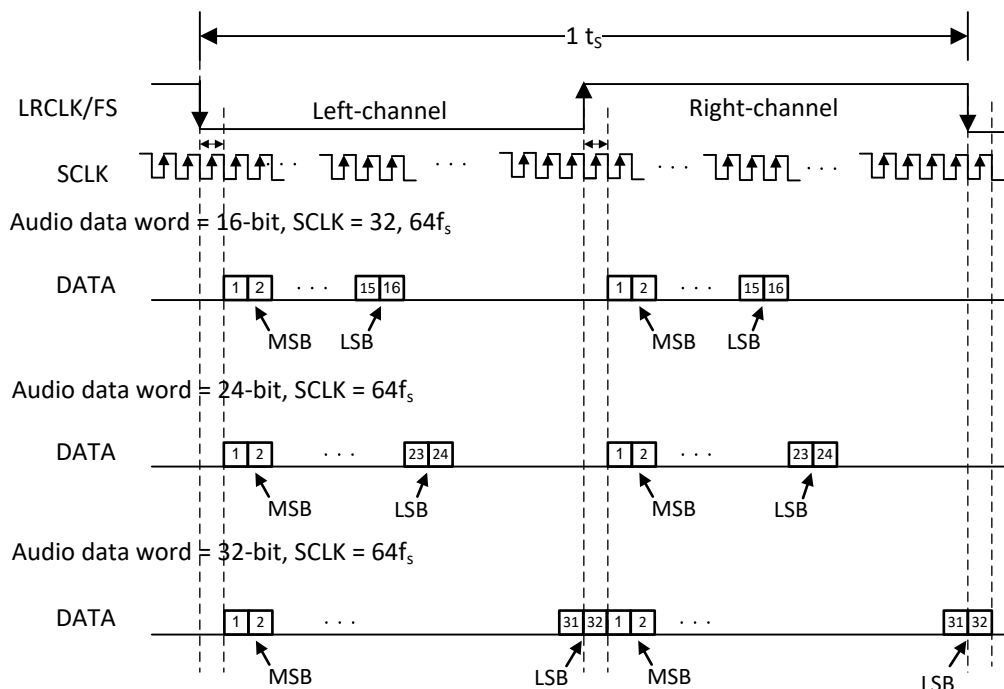 1 tS
LRCLK/FS
Left-channel
Right-channel
SCLK
. . .
. . .
. . .
. . .
. . .
Audio data word = 16-bit, SCLK = 32, 64fs
DATA
1 2 . . . 15 16 1 2 . . . 15 16
MSB LSB MSB LSB
Audio data word = 24-bit, SCLK = 64fs
DATA
1 2 . . . 23 24 1 2 . . . 23 24
MSB LSB MSB LSB
Audio data word = 32-bit, SCLK = 64fs
DATA
1 2 . . . 31 32 1 2 . . . 31 32
MSB LSB MSB LSB